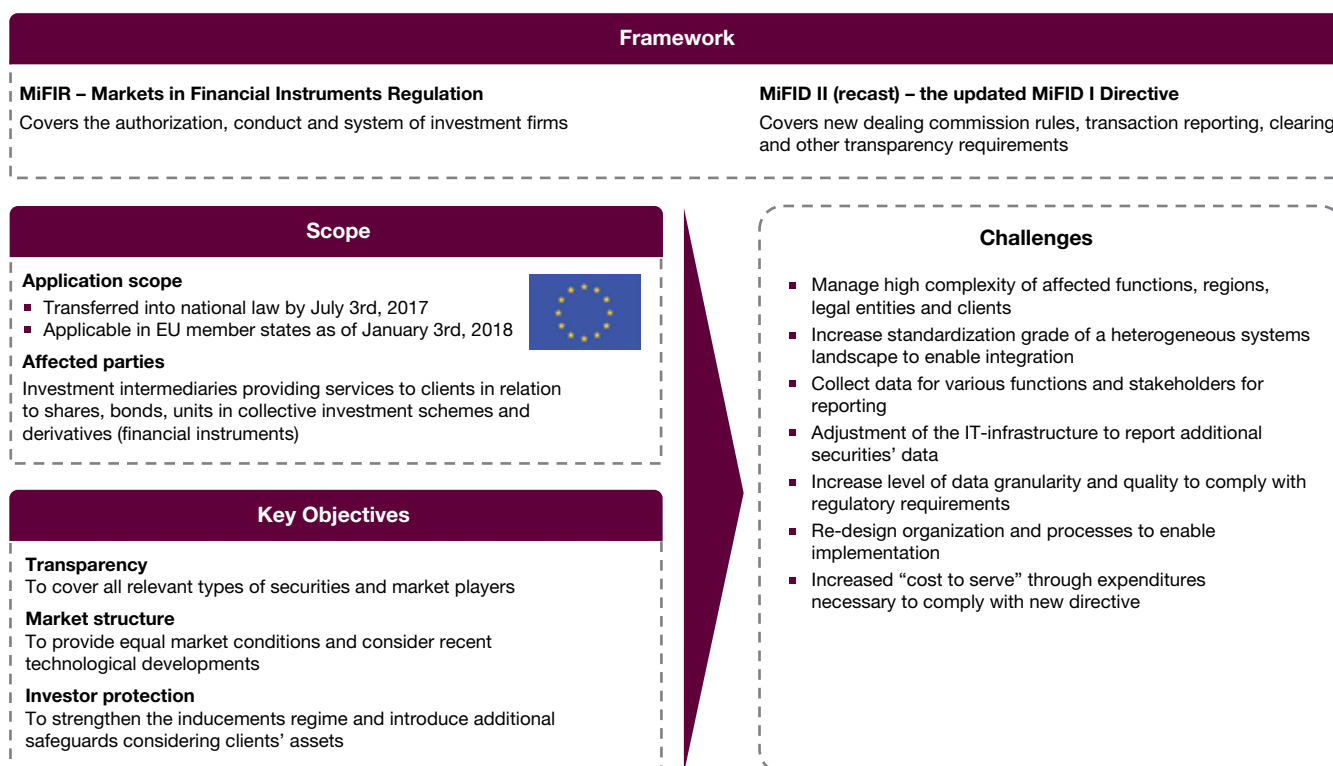 Framework
MiFIR – Markets in Financial Instruments Regulation
Covers the authorization, conduct and system of investment firms
MiFID II (recast) – the updated MiFID I Directive
Covers new dealing commission rules, transaction reporting, clearing
and other transparency requirements
Scope
Application scope
▪ Transferred into national law by July 3rd, 2017
▪ Applicable in EU member states as of January 3rd, 2018
Affected parties
Investment intermediaries providing services to clients in relation
to shares, bonds, units in collective investment schemes and
derivatives (financial instruments)
Key Objectives
Transparency
To cover all relevant types of securities and market players
Market structure
To provide equal market conditions and consider recent
technological developments
Investor protection
To strengthen the inducements regime and introduce additional
safeguards considering clients’ assets
Challenges
▪ Manage high complexity of affected functions, regions,
legal entities and clients
▪ Increase standardization grade of a heterogeneous systems
landscape to enable integration
▪ Collect data for various functions and stakeholders for
reporting
▪ Adjustment of the IT-infrastructure to report additional
securities’ data
▪ Increase level of data granularity and quality to comply with
regulatory requirements
▪ Re-design organization and processes to enable
implementation
▪ Increased “cost to serve” through expenditures
necessary to comply with new directive